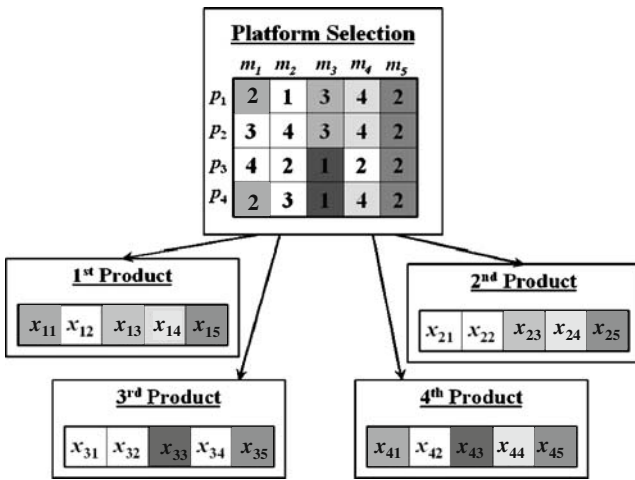 Platform Selection
m1 m2 m3 m4 m5
p1 2 1 3 4 2
p2 3 4 3 4 2
p3 4 2 1 2 2
p4 2 3 1 4 2
1st Product
x11 x12 x13 x14 x15
2nd Product
x21 x22 x23 x24 x25
3rd Product
x31 x32 x33 x34 x35
4th Product
x41 x42 x43 x44 x45